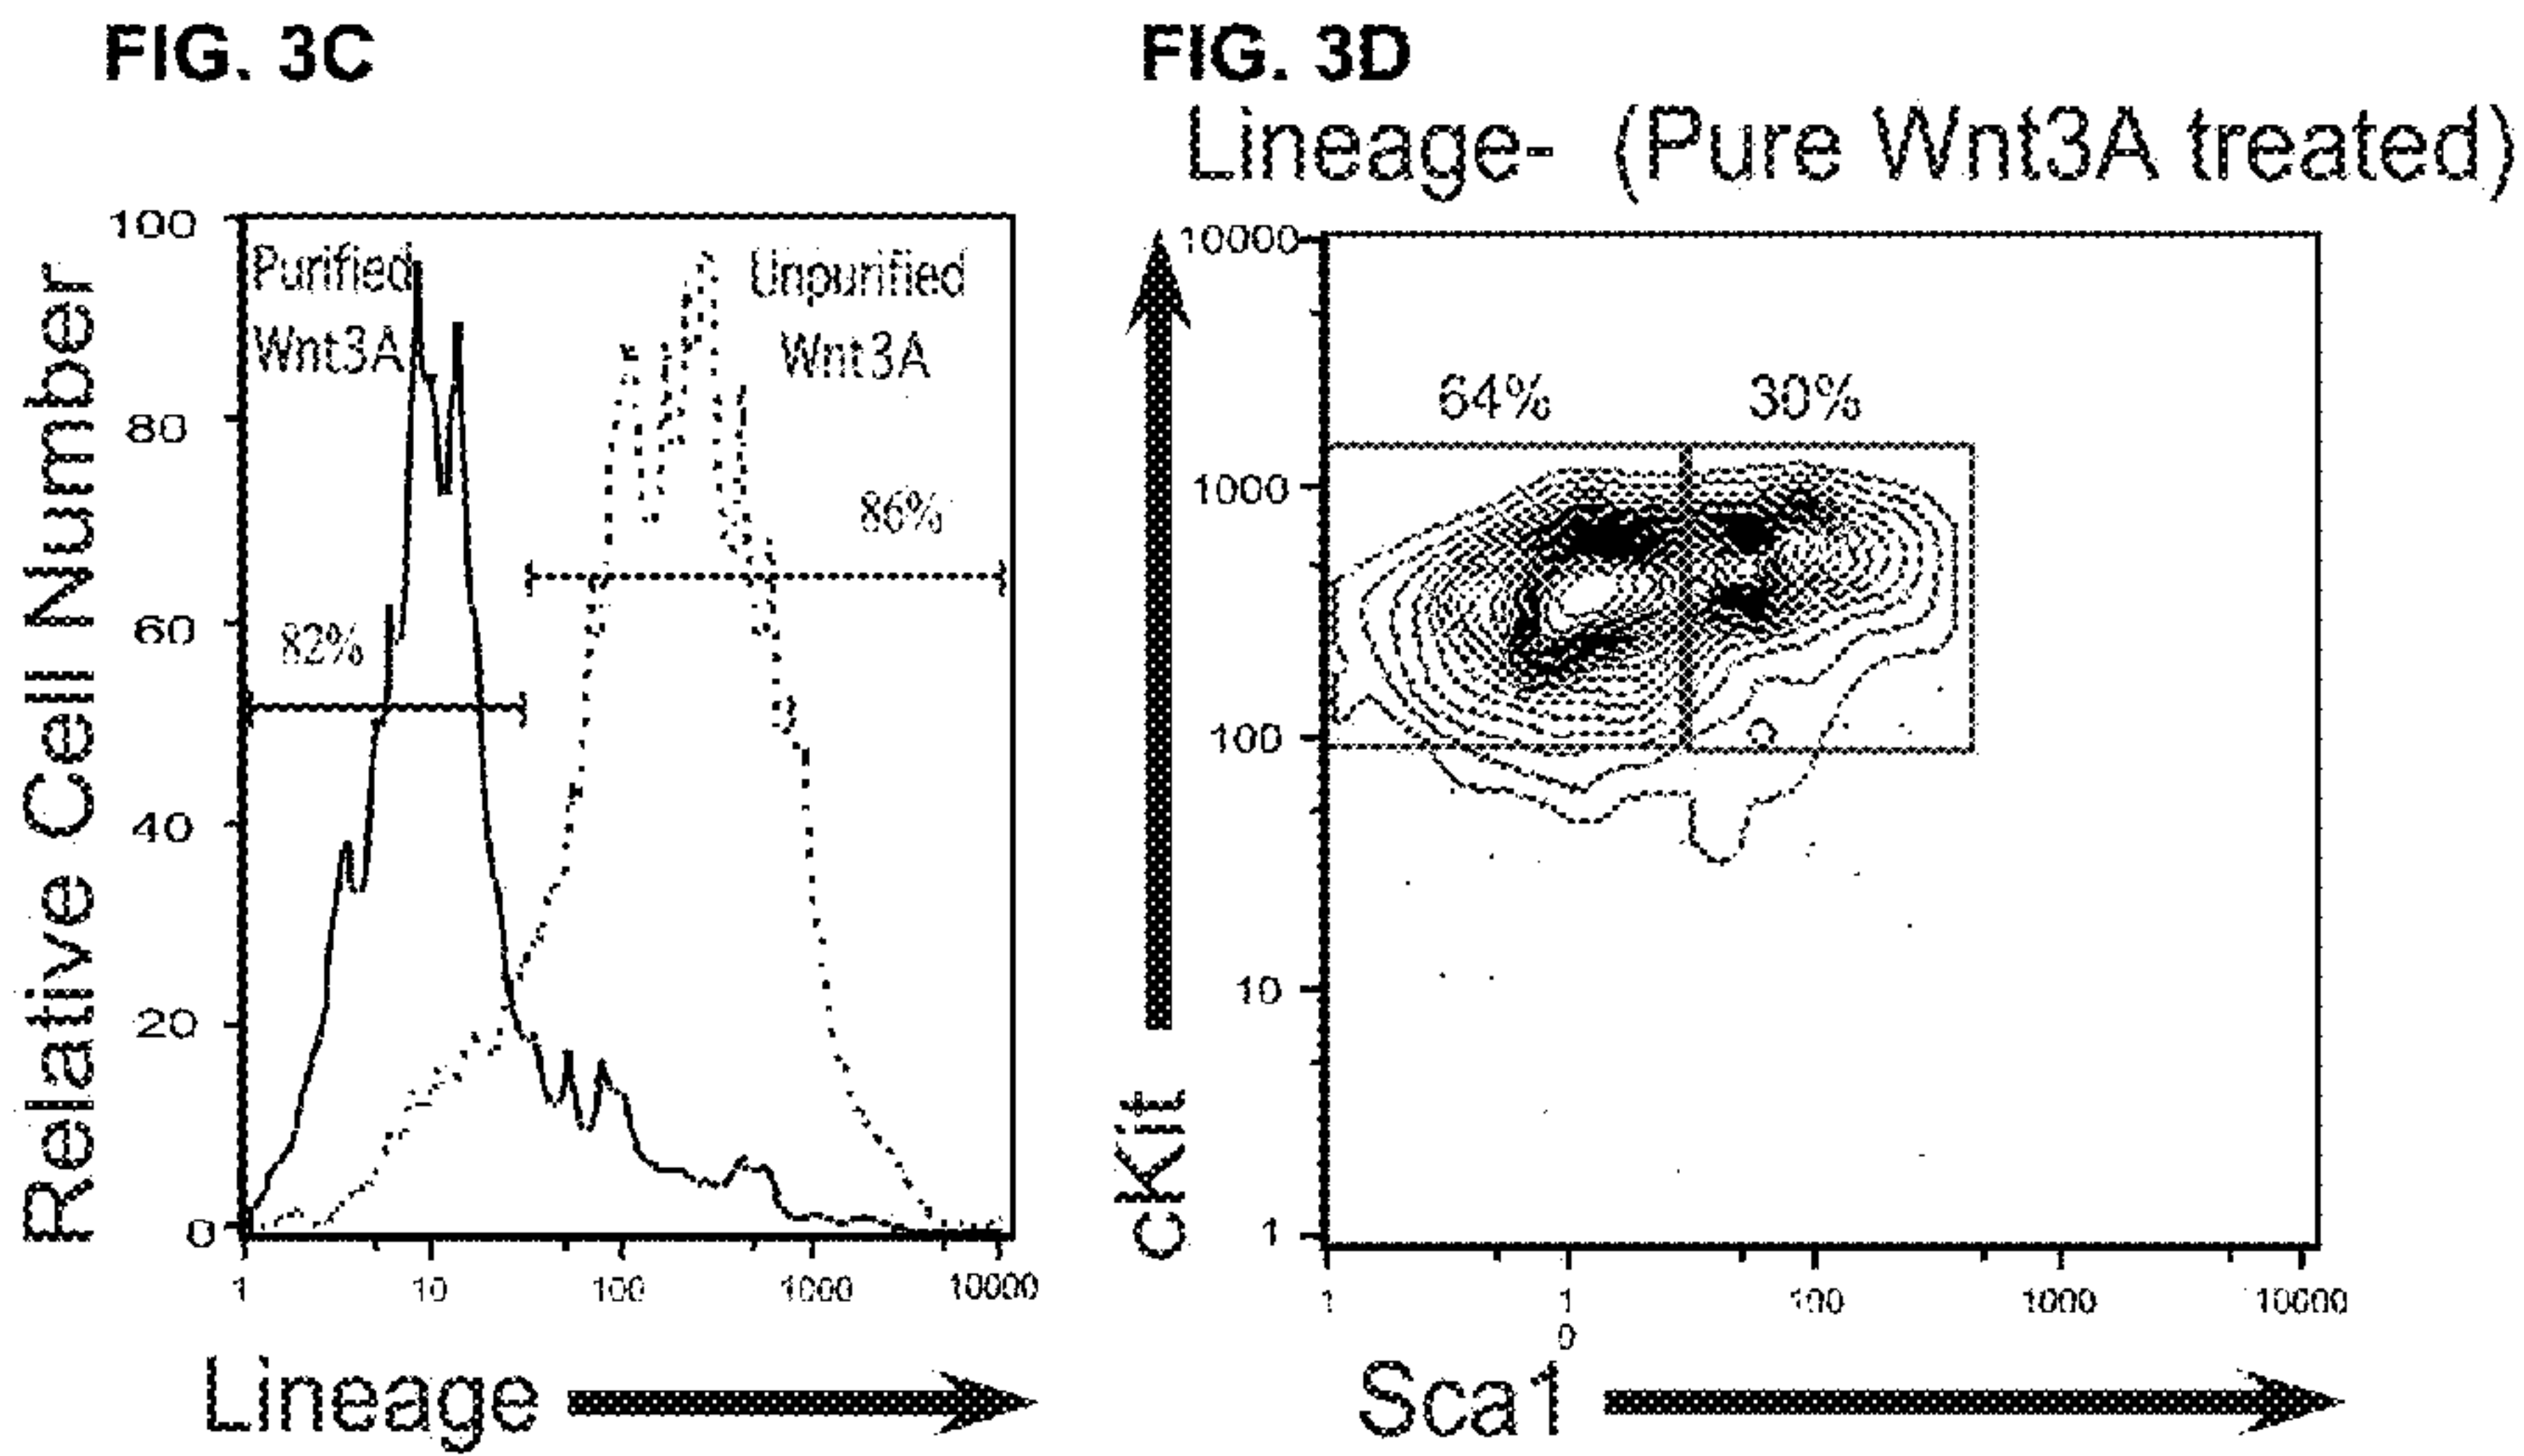 FIG. 3C
100
80
60
40
20
0
Relative Cell Number
Purified
Wnt3A
Unpurified
Wnt3A
82%
86%
1 10 100 1000 10000
Lineage
FIG. 3D
Lineage- (Pure Wnt3A treated)
10000
1000
100
10
1
cKit
64% 30%
1 1 100 1000 10000
0
Sca1